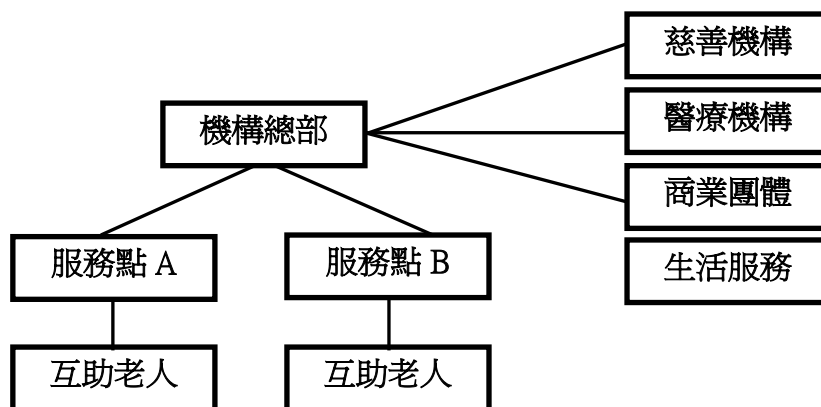 慈善機構
機構總部
醫療機構
商業團體
服務點 A
服務點 B
生活服務
互助老人
互助老人